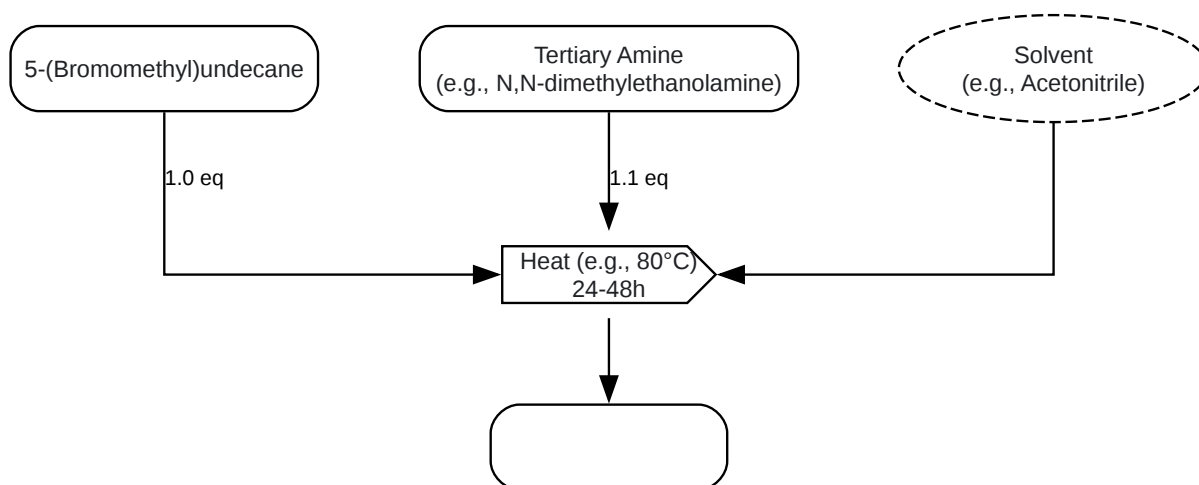 5-(Bromomethyl)undecane
Tertiary Amine
(e.g., N,N-dimethylethanolamine)
Solvent
(e.g., Acetonitrile)
1.0 eq
1.1 eq
Heat (e.g., 80°C)
24-48h